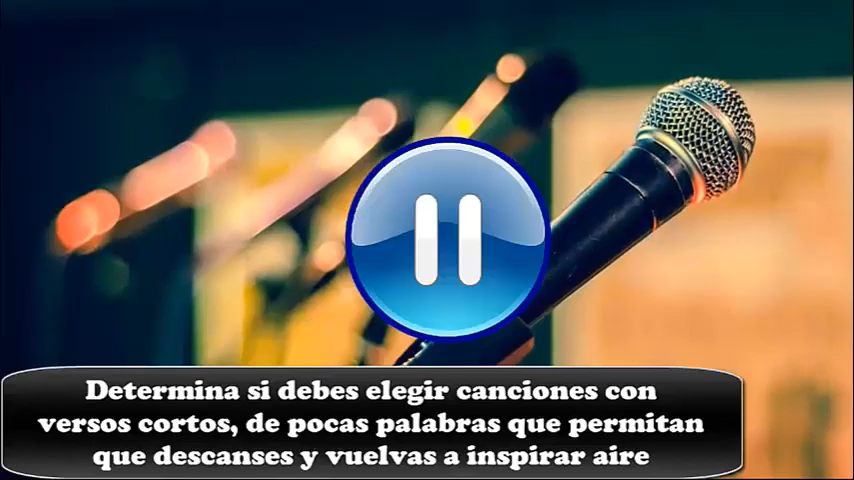 Determina si debes elegir canciones con
versos cortos, de pocas palabras que permitan
que descanses y vuelvas a inspirar aire